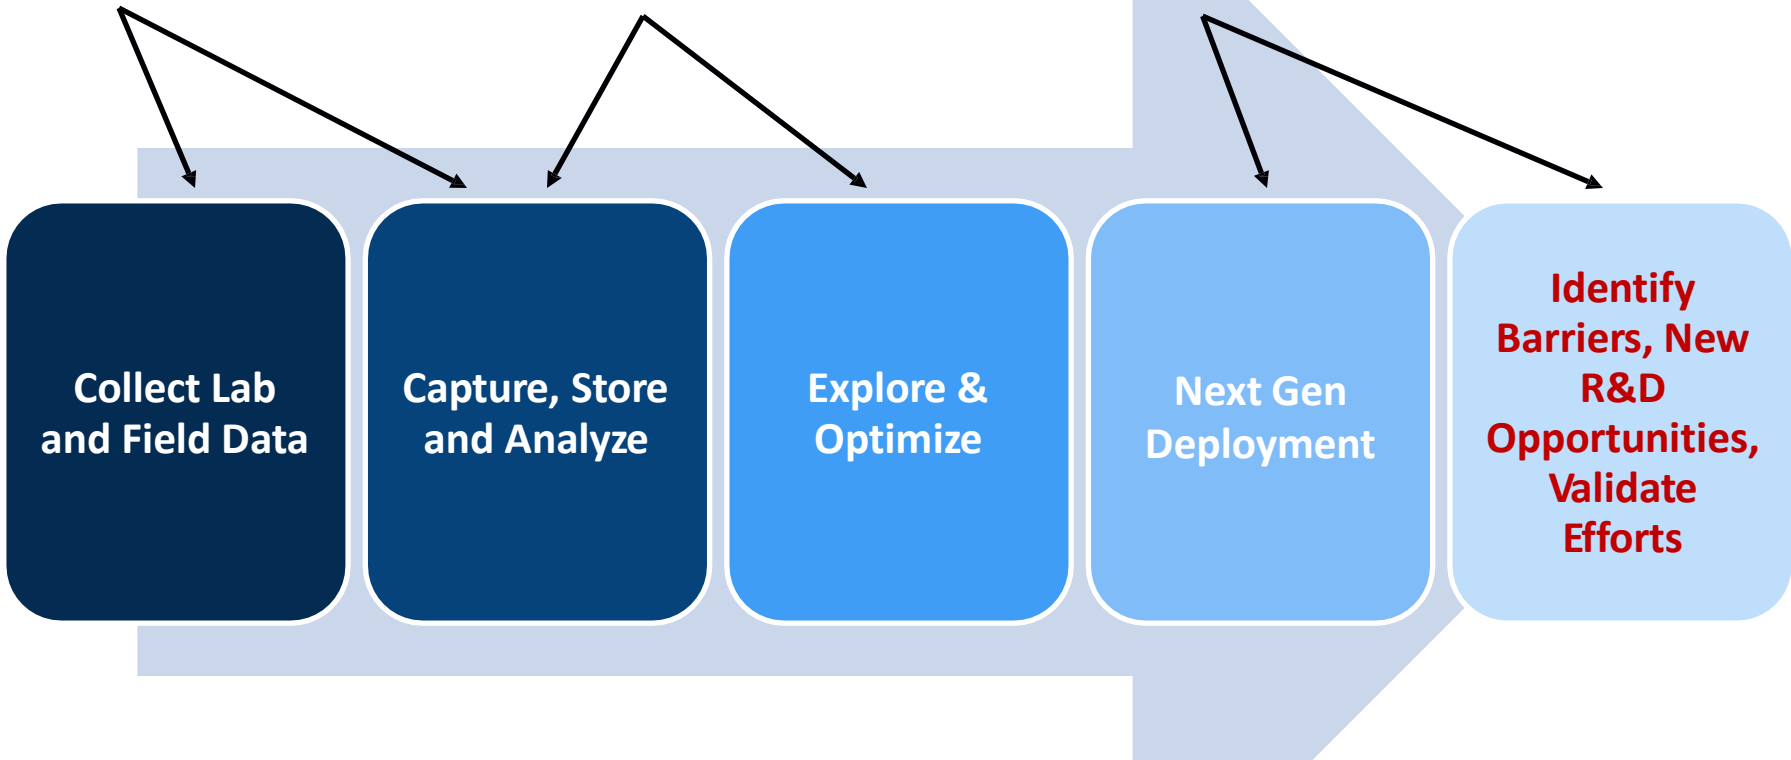 Collect Lab
and Field Data
Capture, Store
and Analyze
Explore &
Optimize
Next Gen
Deployment
Identify
Barriers, New
R&D
Opportunities,
Validate
Efforts